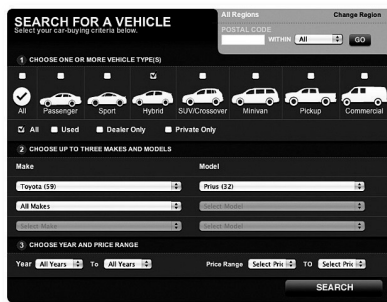 SEARCH FOR A VEHICLE
Select your car-buying criteria below.
All Regions Change Region
POSTAL CODE
WITHIN All GO
1 CHOOSE ONE OR MORE VEHICLE TYPE(S)
All Passenger Sport Hybrid SUV/Crossover Minivan Pickup Commercial
All Used Dealer Only Private Only
2 CHOOSE UP TO THREE MAKES AND MODELS
Make Model
Toyota (59) Prius (32)
All Makes Select Model
Select Make Select Model
3 CHOOSE YEAR AND PRICE RANGE
Year All Years To All Years Price Range Select Pric TO Select Pric
SEARCH